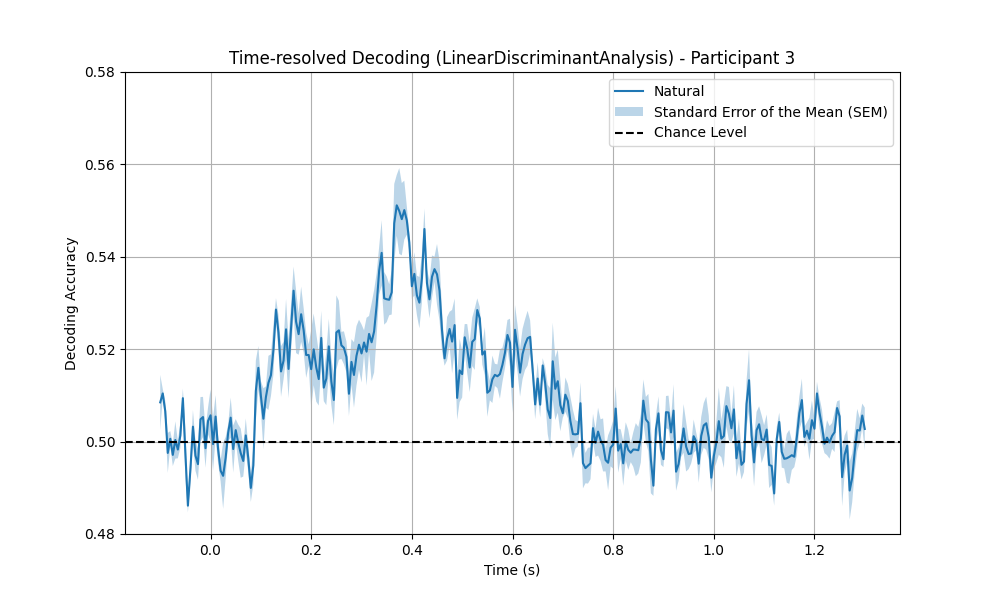 Time-resolved Decoding (LinearDiscriminantAnalysis) - Participant 3
0.58
0.56
0.54
0.52
0.50
0.48
Decoding Accuracy
Natural
Standard Error of the Mean (SEM)
Chance Level
0.0 0.2 0.4 0.6 0.8 1.0 1.2
Time (s)